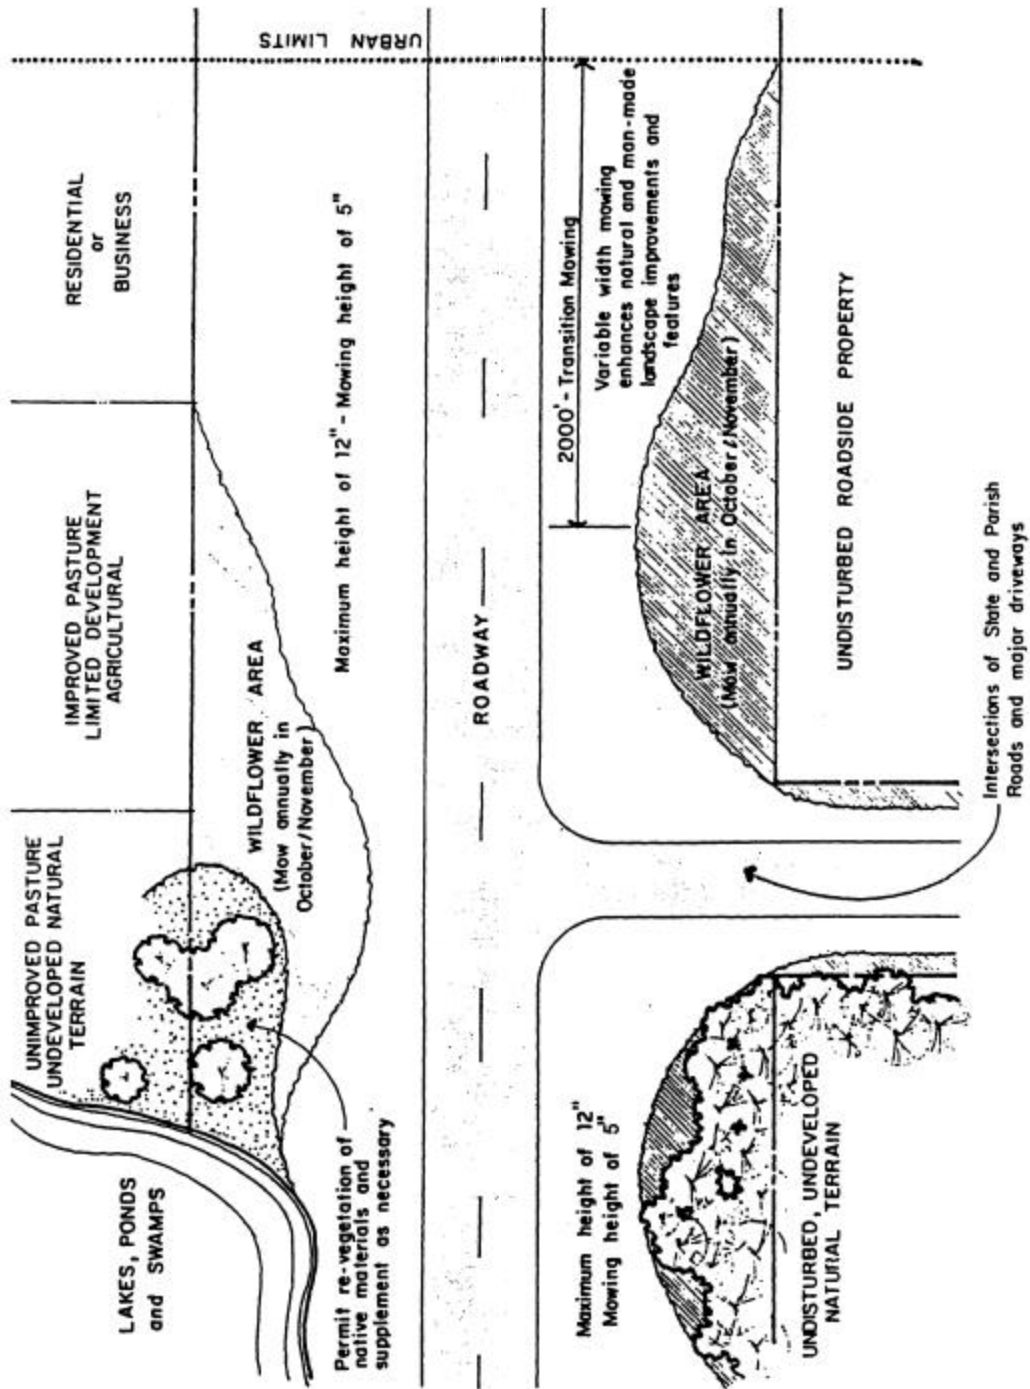 LAKES, PONDS
and SWAMPS
UNIMPROVED PASTURE
UNDEVELOPED NATURAL
TERRAIN
IMPROVED PASTURE
LIMITED DEVELOPMENT
AGRICULTURAL
RESIDENTIAL
or
BUSINESS
URBAN LIMITS
WILDFLOWER AREA
(Mow annually in
October/November)
Permit re-vegetation of
native materials and
supplement as necessary
Maximum height of 12" - Mowing height of 5"
ROADWAY
Maximum height of 12"
Mowing height of 5"
2000' - Transition Mowing
Variable width mowing
enhances natural and man-made
landscape improvements and
features
WILDFLOWER AREA
(Mow annually in October/November)
UNDISTURBED, UNDEVELOPED
NATURAL TERRAIN
UNDISTURBED ROADSIDE PROPERTY
Intersections of State and Parish
Roads and major driveways